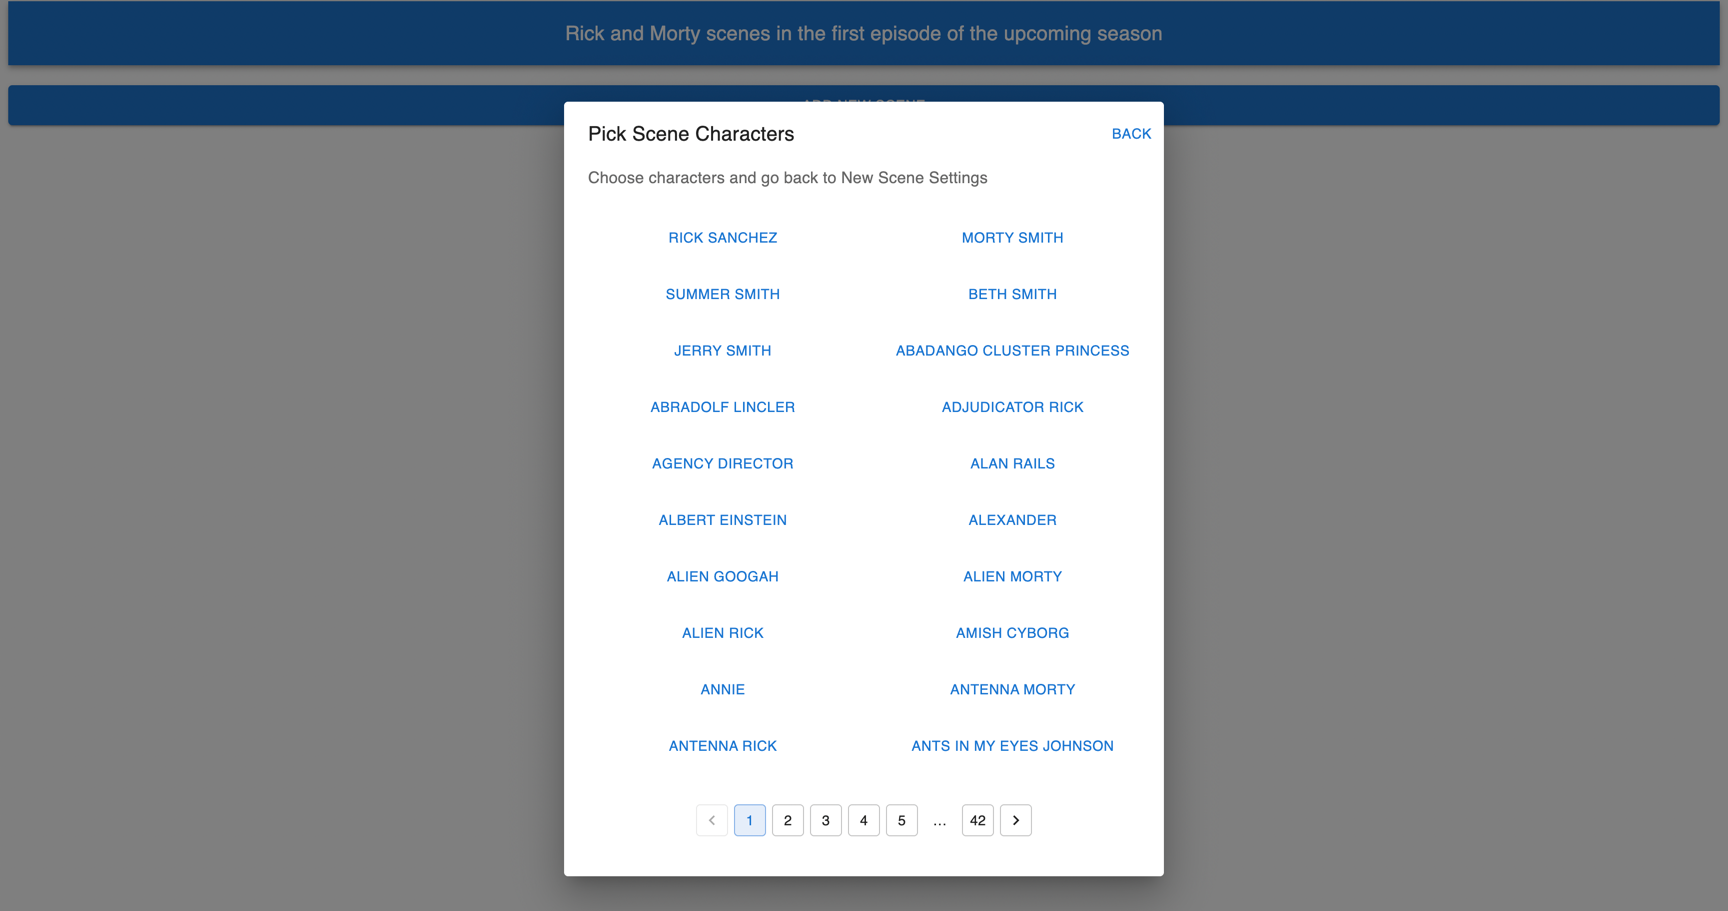 Rick and Morty scenes in the first episode of the upcoming season
ADD NEW SCENE
Pick Scene Characters
BACK
Choose characters and go back to New Scene Settings
RICK SANCHEZ
MORTY SMITH
SUMMER SMITH
BETH SMITH
JERRY SMITH
ABADANGO CLUSTER PRINCESS
ABRADOLF LINCLER
ADJUDICATOR RICK
AGENCY DIRECTOR
ALAN RAILS
ALBERT EINSTEIN
ALEXANDER
ALIEN GOOGAH
ALIEN MORTY
ALIEN RICK
AMISH CYBORG
ANNIE
ANTENNA MORTY
ANTENNA RICK
ANTS IN MY EYES JOHNSON
1 2 3 4 5 ... 42